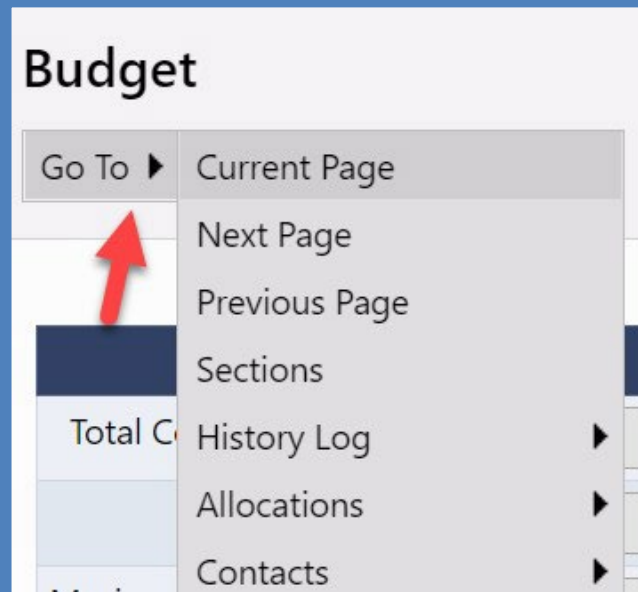 Budget
Go To
Current Page
Next Page
Previous Page
Sections
Total
History Log
Allocations
Contacts